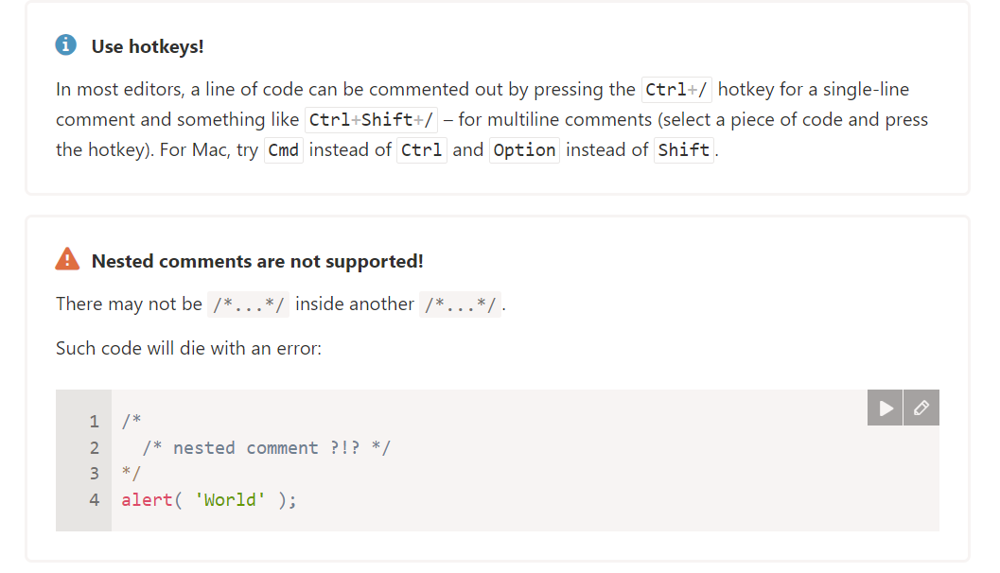 Use hotkeys!
In most editors, a line of code can be commented out by pressing the Ctrl+/ hotkey for a single-line
comment and something like Ctrl+Shift+/ – for multiline comments (select a piece of code and press
the hotkey). For Mac, try Cmd instead of Ctrl and Option instead of Shift.
Nested comments are not supported!
There may not be /*...*/ inside another /*...*/.
Such code will die with an error:
1 /*
2   /* nested comment ?!? */
3 */
4 alert( 'World' );